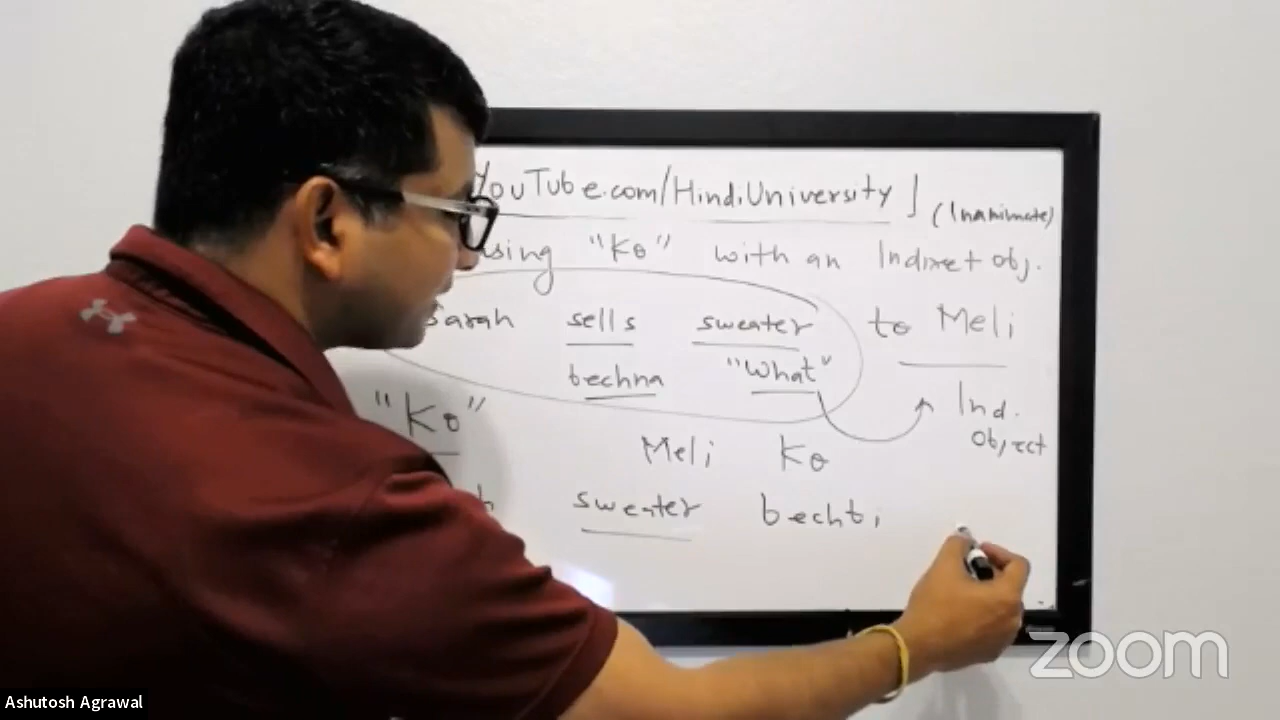 YouTube.com/HindiUniversity ] (Inanimate)
using "Ko" with an Indirect obj.
Sarah sells sweater to Meli
bechna "What"
Ind.
Object
"Ko"
Meli Ko
sweater bechti
zoom
Ashutosh Agrawal